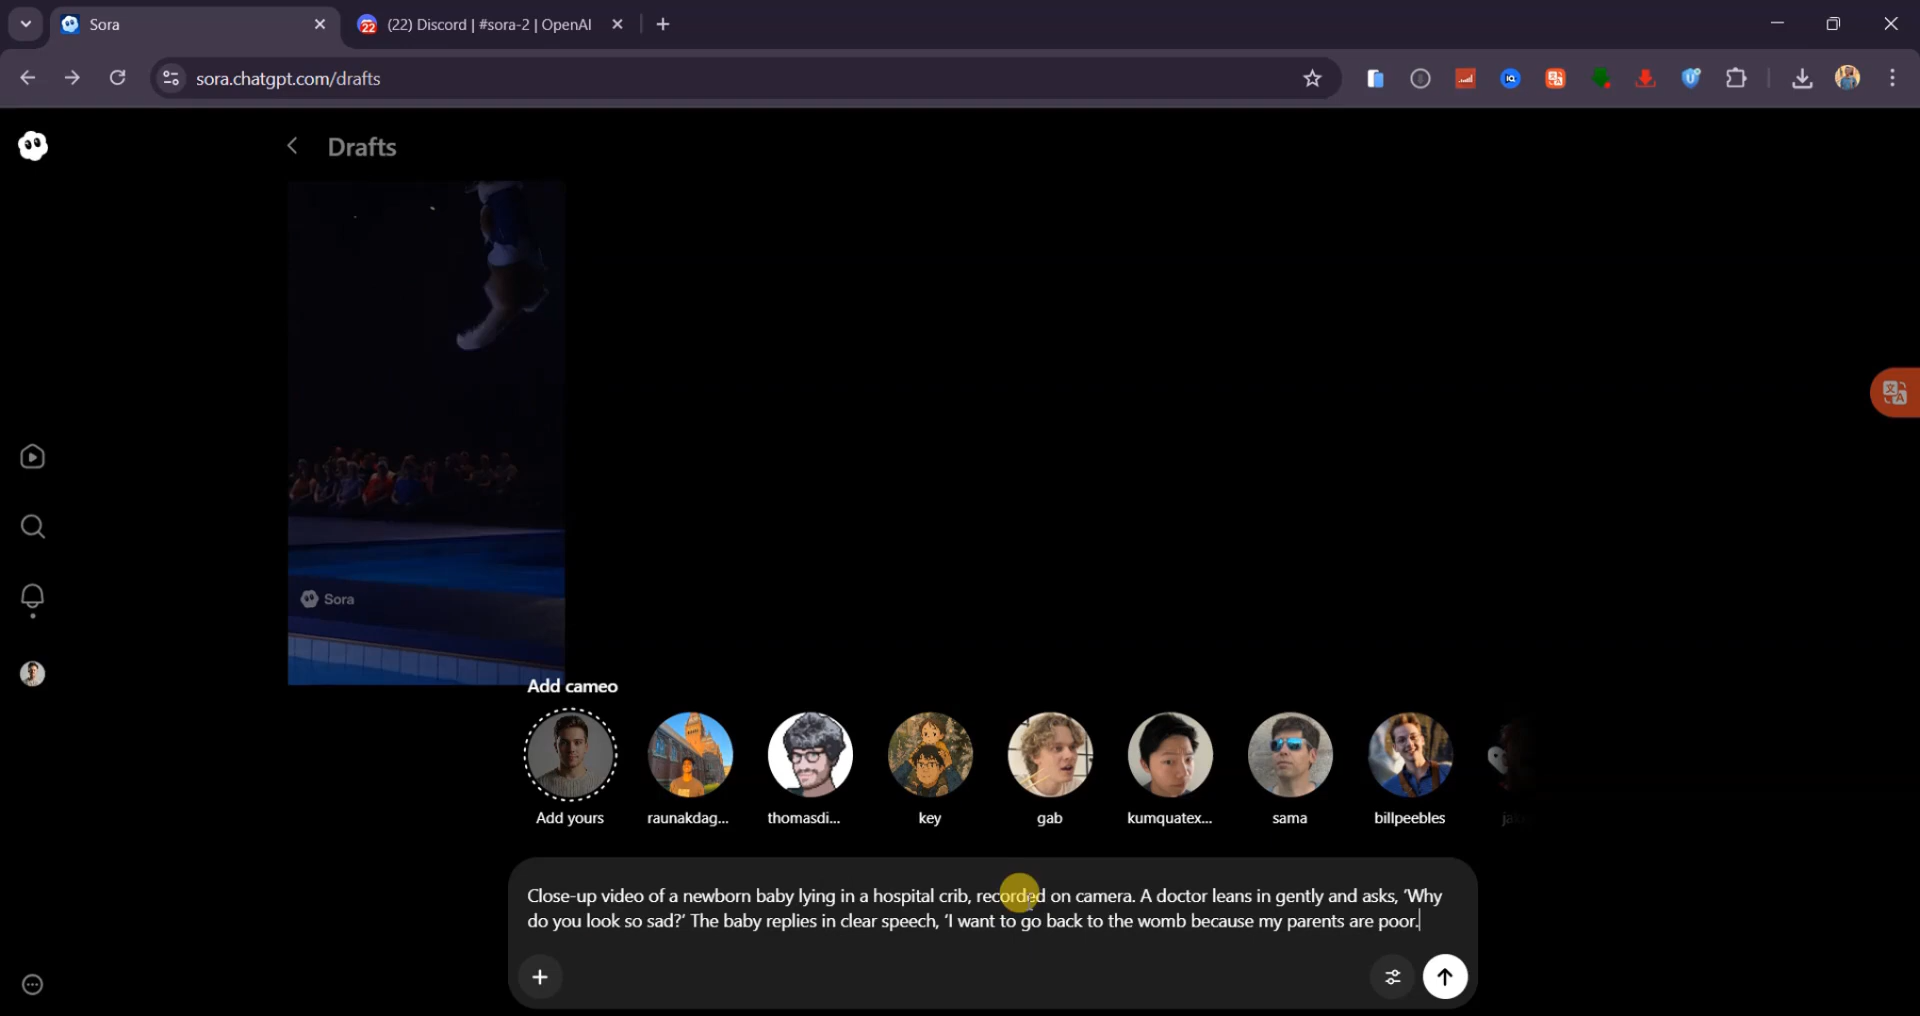 Sora
22
(22) Discord | #sora-2 | OpenAI
sora.chatgpt.com/drafts
Drafts
Sora
Add cameo
Add yours
raunakdag...
thomasdi...
key
gab
kumquatex...
sama
billpeebles
Close-up video of a newborn baby lying in a hospital crib, recorded on camera. A doctor leans in gently and asks, ‘Why
do you look so sad?’ The baby replies in clear speech, ‘I want to go back to the womb because my parents are poor.